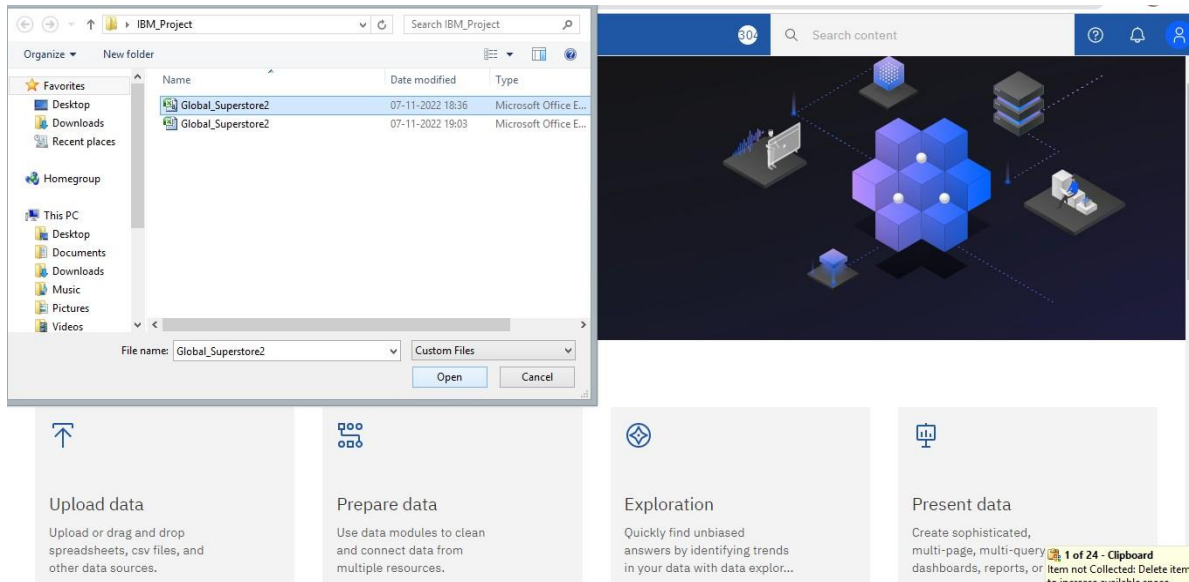 IBM_Project
Search IBM_Project
Organize
New folder
Favorites
Desktop
Downloads
Recent places
Homegroup
This PC
Desktop
Documents
Downloads
Music
Pictures
Videos
Name Date modified Type
Global_Superstore2 07-11-2022 18:36 Microsoft Office E...
Global_Superstore2 07-11-2022 19:03 Microsoft Office E...
File name: Global_Superstore2 Custom Files
Open Cancel
304
Search content
Upload data
Upload or drag and drop
spreadsheets, csv files, and
other data sources.
Prepare data
Use data modules to clean
and connect data from
multiple resources.
Exploration
Quickly find unbiased
answers by identifying trends
in your data with data explor...
Present data
Create sophisticated,
multi-page, multi-query
dashboards, reports, or
1 of 24 - Clipboard
Item not Collected: Delete item
to increase available space